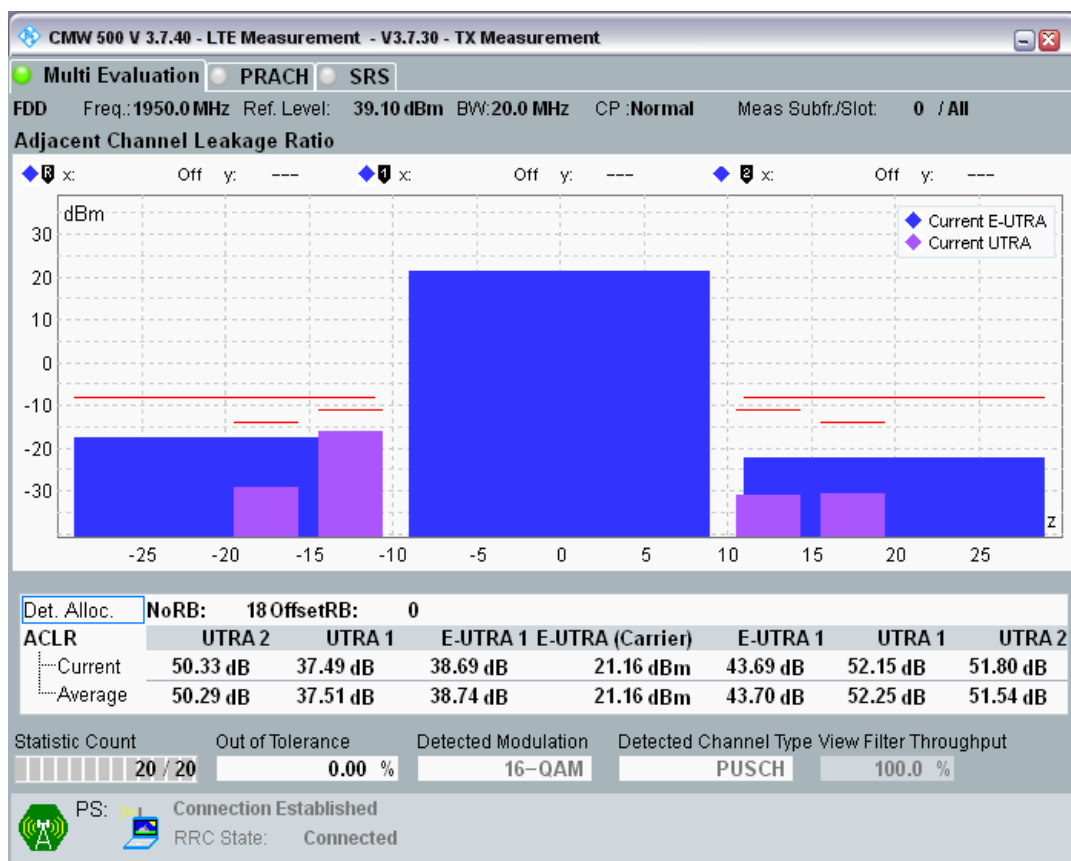 CMW 500 V 3.7.40 - LTE Measurement - V3.7.30 - TX Measurement
Multi Evaluation PRACH SRS
FDD Freq.: 1950.0 MHz Ref. Level: 39.10 dBm BW: 20.0 MHz CP : Normal Meas Subfr./Slot: 0 / All
Adjacent Channel Leakage Ratio
R x: Off y: --- 1 x: Off y: --- 2 x: Off y: ---
dBm
Current E-UTRA
Current UTRA
30
20
10
0
-10
-20
-30
z
-25 -20 -15 -10 -5 0 5 10 15 20 25
Det. Alloc. NoRB: 18 OffsetRB: 0
ACLR UTRA 2 UTRA 1 E-UTRA 1 E-UTRA (Carrier) E-UTRA 1 UTRA 1 UTRA 2
Current 50.33 dB 37.49 dB 38.69 dB 21.16 dBm 43.69 dB 52.15 dB 51.80 dB
Average 50.29 dB 37.51 dB 38.74 dB 21.16 dBm 43.70 dB 52.25 dB 51.54 dB
Statistic Count Out of Tolerance Detected Modulation Detected Channel Type View Filter Throughput
20 / 20 0.00 % 16-QAM PUSCH 100.0 %
PS: Connection Established
RRC State: Connected